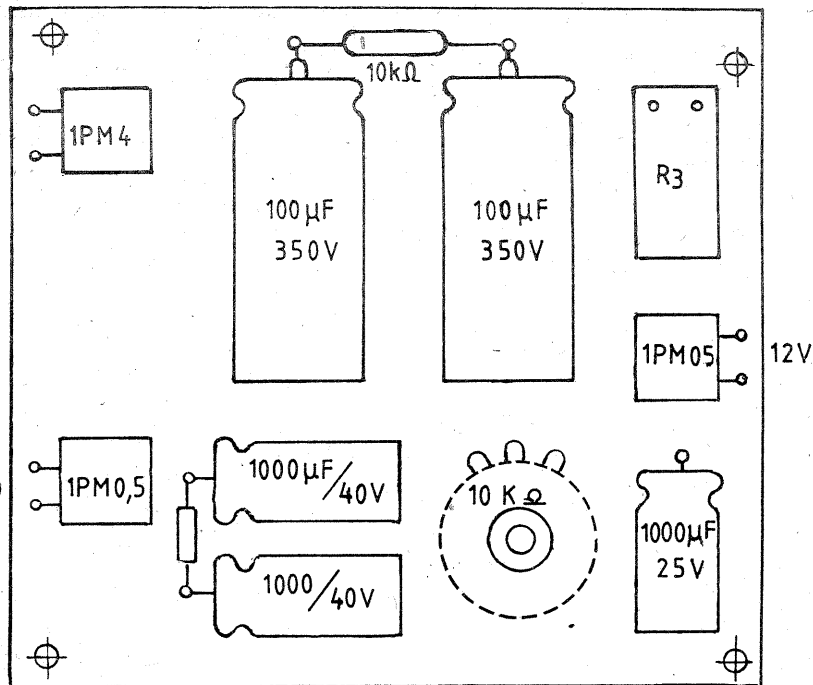 10kΩ
1PM4
100µF
350V
100µF
350V
R3
1PM05
12V
1PM0,5
1000µF/40V
1000/40V
10 K Ω
1000µF
25V